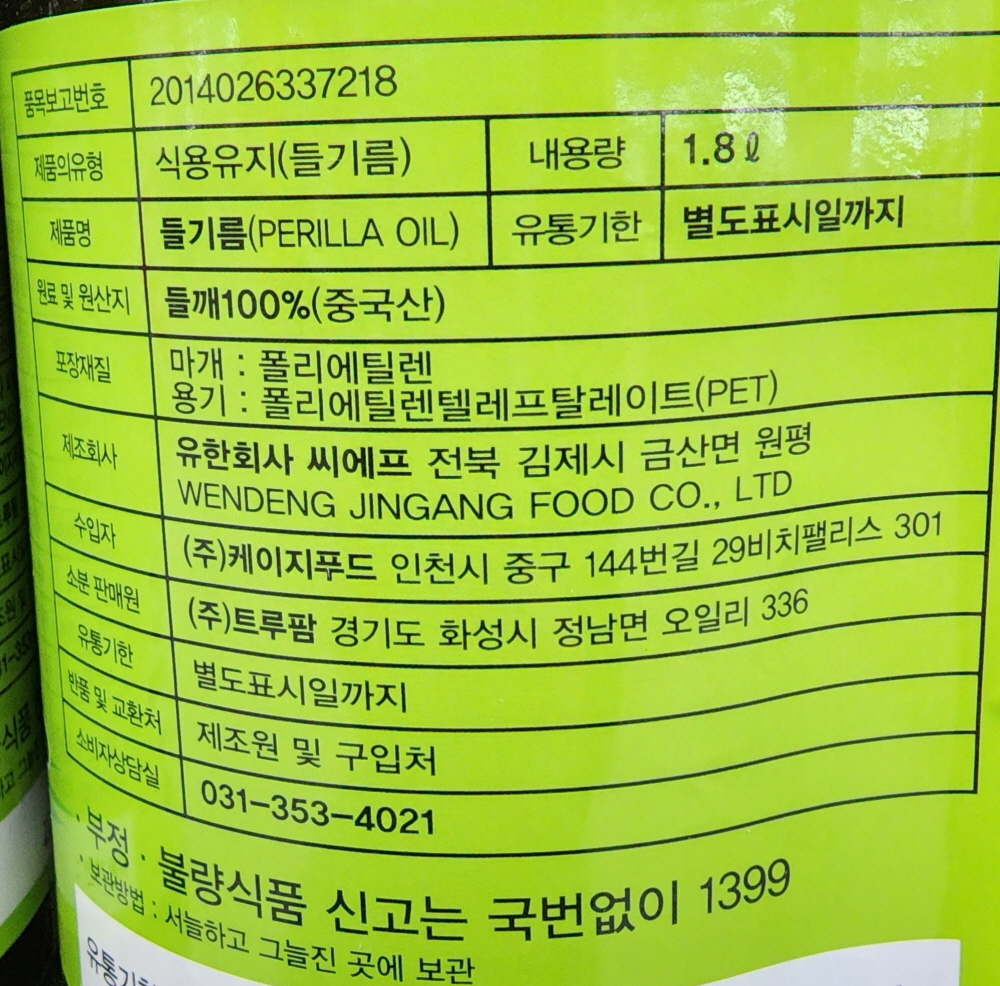 품목보고번호 2014026337218
제품의유형 식용유지(들기름) 내용량 1.8ℓ
제품명 들기름(PERILLA OIL) 유통기한 별도표시일까지
원료 및 원산지 들깨100%(중국산)
포장재질 마개 : 폴리에틸렌
용기 : 폴리에틸렌텔레프탈레이트(PET)
제조회사 유한회사 씨에프 전북 김제시 금산면 원평
WENDENG JINGANG FOOD CO., LTD
수입자 (주)케이지푸드 인천시 중구 144번길 29비치팰리스 301
소분 판매원 (주)트루팜 경기도 화성시 정남면 오일리 336
유통기한 별도표시일까지
반품 및 교환처 제조원 및 구입처
소비자상담실 031-353-4021
· 부정 · 불량식품 신고는 국번없이 1399
· 보관방법 : 서늘하고 그늘진 곳에 보관